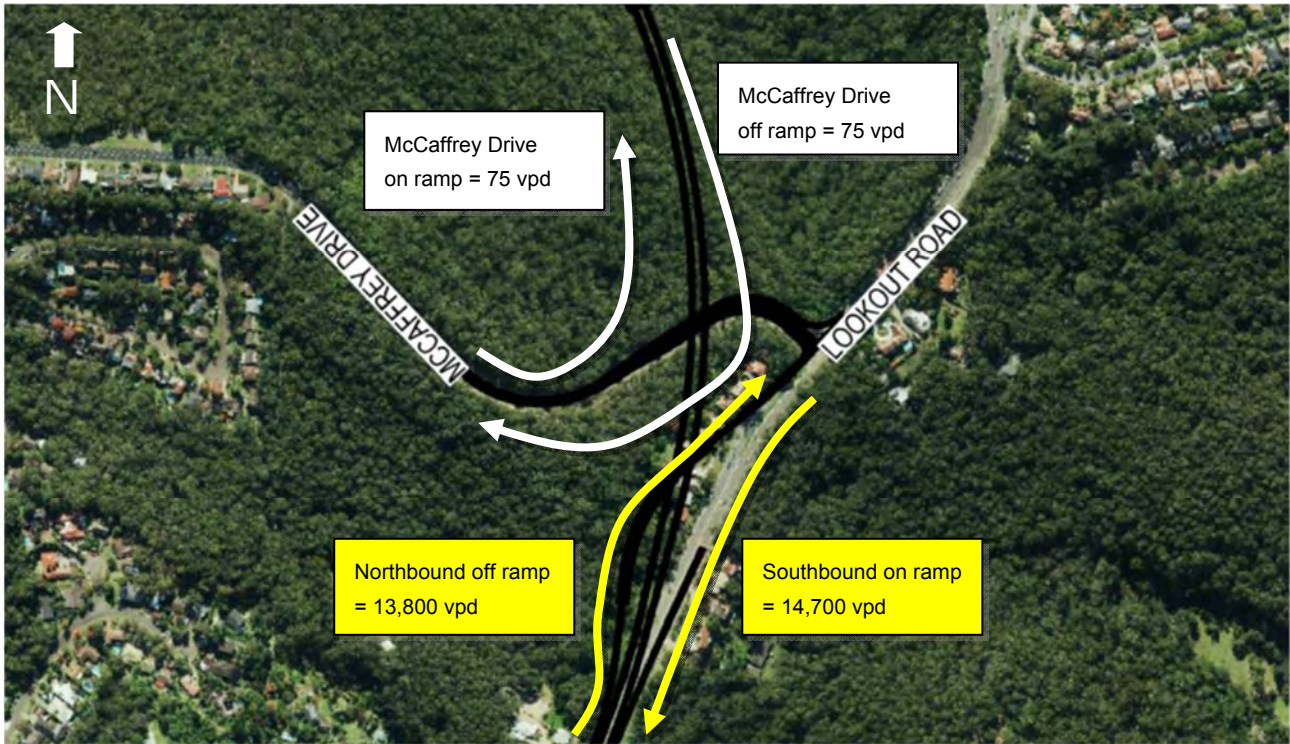 N
McCaffrey Drive
on ramp = 75 vpd
McCaffrey Drive
off ramp = 75 vpd
MCCAFFREY DRIVE
LOOKOUT ROAD
Northbound off ramp
= 13,800 vpd
Southbound on ramp
= 14,700 vpd